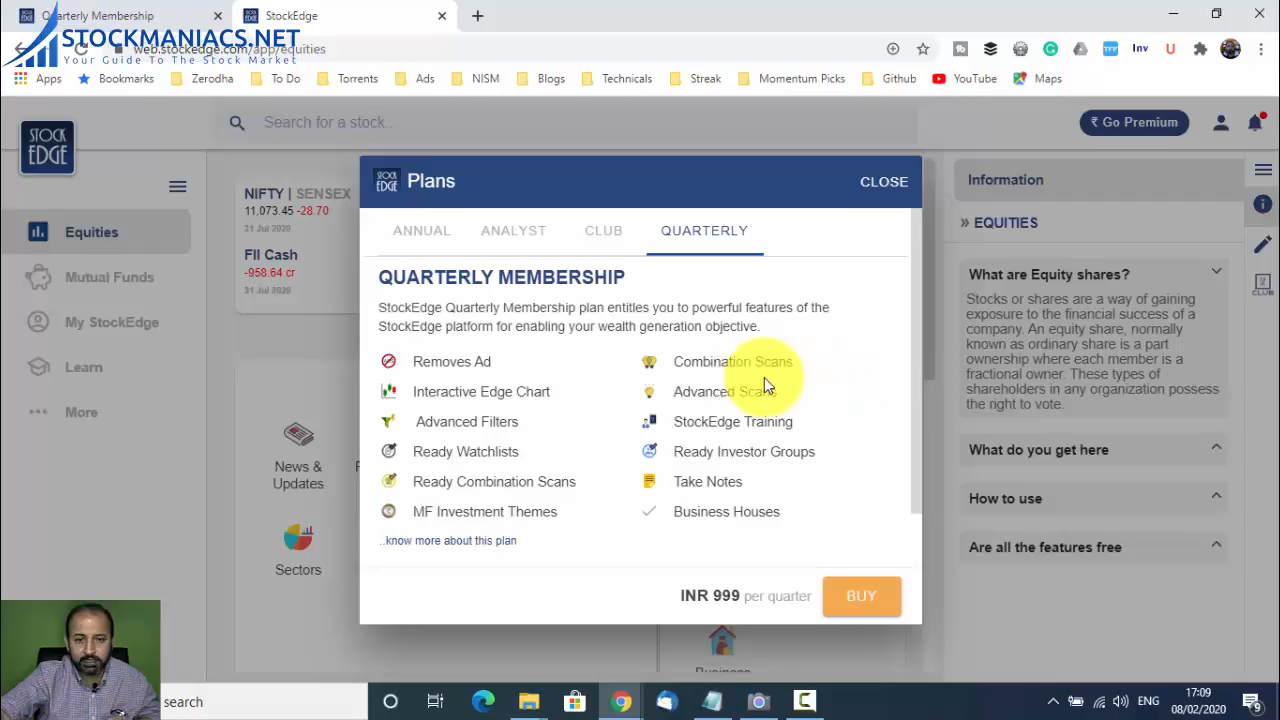 Quarterly Membership
StockEdge
STOCKMANIACS.NET
Your Guide To The Stock Market
web.stockedge.com/app/equities
Apps
Bookmarks
Zerodha
To Do
Torrents
Ads
NISM
Blogs
Technicals
Streak
Momentum Picks
Github
YouTube
Maps
TFF
Inv
U
STOCK
EDGE
Search for a stock..
₹ Go Premium
Equities
Mutual Funds
My StockEdge
Learn
More
NIFTY | SENSEX
11,073.45 -28.70
31 Jul 2020
FII Cash
-958.64 cr
31 Jul 2020
News &
Updates
Sectors
Plans
CLOSE
ANNUAL
ANALYST
CLUB
QUARTERLY
QUARTERLY MEMBERSHIP
StockEdge Quarterly Membership plan entitles you to powerful features of the
StockEdge platform for enabling your wealth generation objective.
Removes Ad
Combination Scans
Interactive Edge Chart
Advanced Scans
Advanced Filters
StockEdge Training
Ready Watchlists
Ready Investor Groups
Ready Combination Scans
Take Notes
MF Investment Themes
Business Houses
..know more about this plan
INR 999 per quarter
BUY
Business
Information
» EQUITIES
What are Equity shares?
Stocks or shares are a way of gaining
exposure to the financial success of a
company. An equity share, normally
known as ordinary share is a part
ownership where each member is a
fractional owner. These types of
shareholders in any organization possess
the right to vote.
What do you get here
How to use
Are all the features free
CLUB
search
ENG
17:09
08/02/2020
9